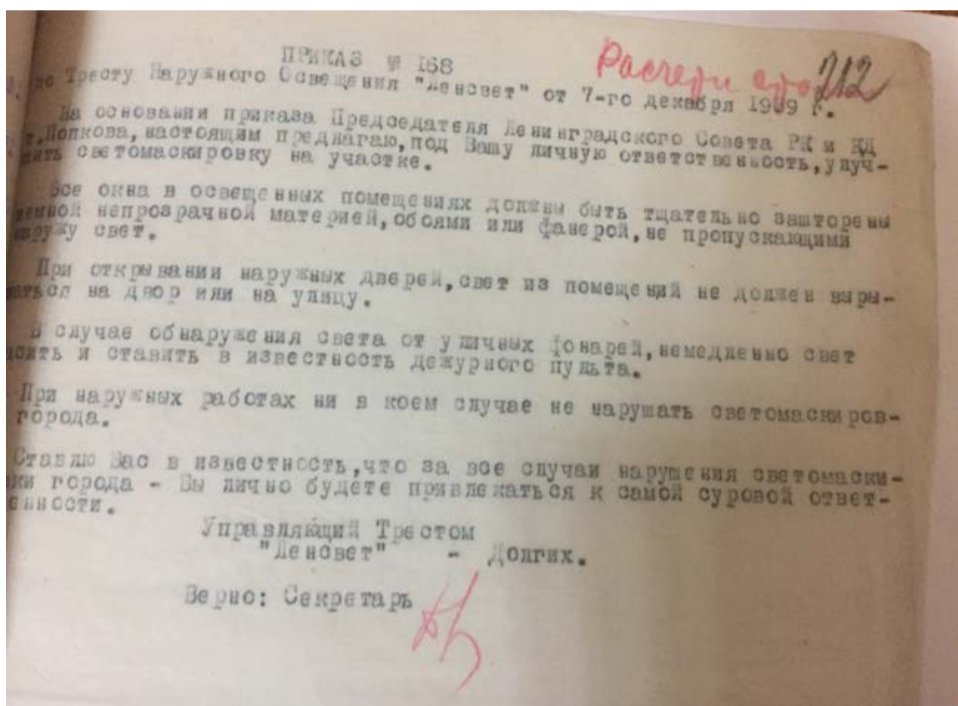 ПРИКАЗ № 168
212
по Тресту Наружного Освещения "Ленсвет" от 7-го декабря 1939 г.
На основании приказа Председателя Ленинградского Совета РК и КД
т.Попкова, настоящим предлагаю, под Вашу личную ответственность, улуч-
шить светомаскировку на участке.
Все окна в освещенных помещениях должны быть тщательно зашторены
непрозрачной материей, обоями или фанерой, не пропускающими
наружу свет.
При открывании наружных дверей, свет из помещений не должен выры-
ваться на двор или на улицу.
В случае обнаружения света от уличных фонарей, немедленно свет
и ставить в известность дежурного пульта.
При наружных работах ни в коем случае не нарушать светомаскиров-
города.
Ставлю Вас в известность, что за все случаи нарушения светомаски-
города - Вы лично будете привлекаться к самой суровой ответ-
енности.
Управляющий Трестом
"Ленсвет" - Долгих.
Верно: Секретарь